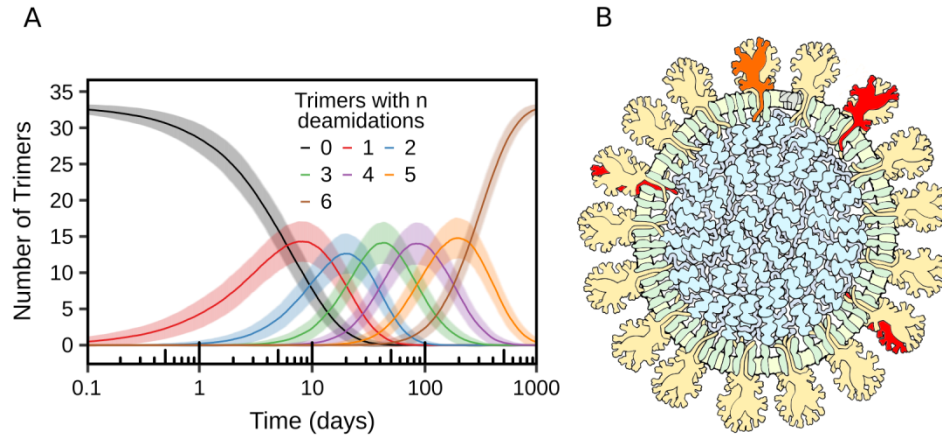 A
B
Number of Trimers
35
30
25
20
15
10
5
0
Trimers with n
deamidations
0 1 2
3 4 5
6
0.1 1 10 100 1000
Time (days)